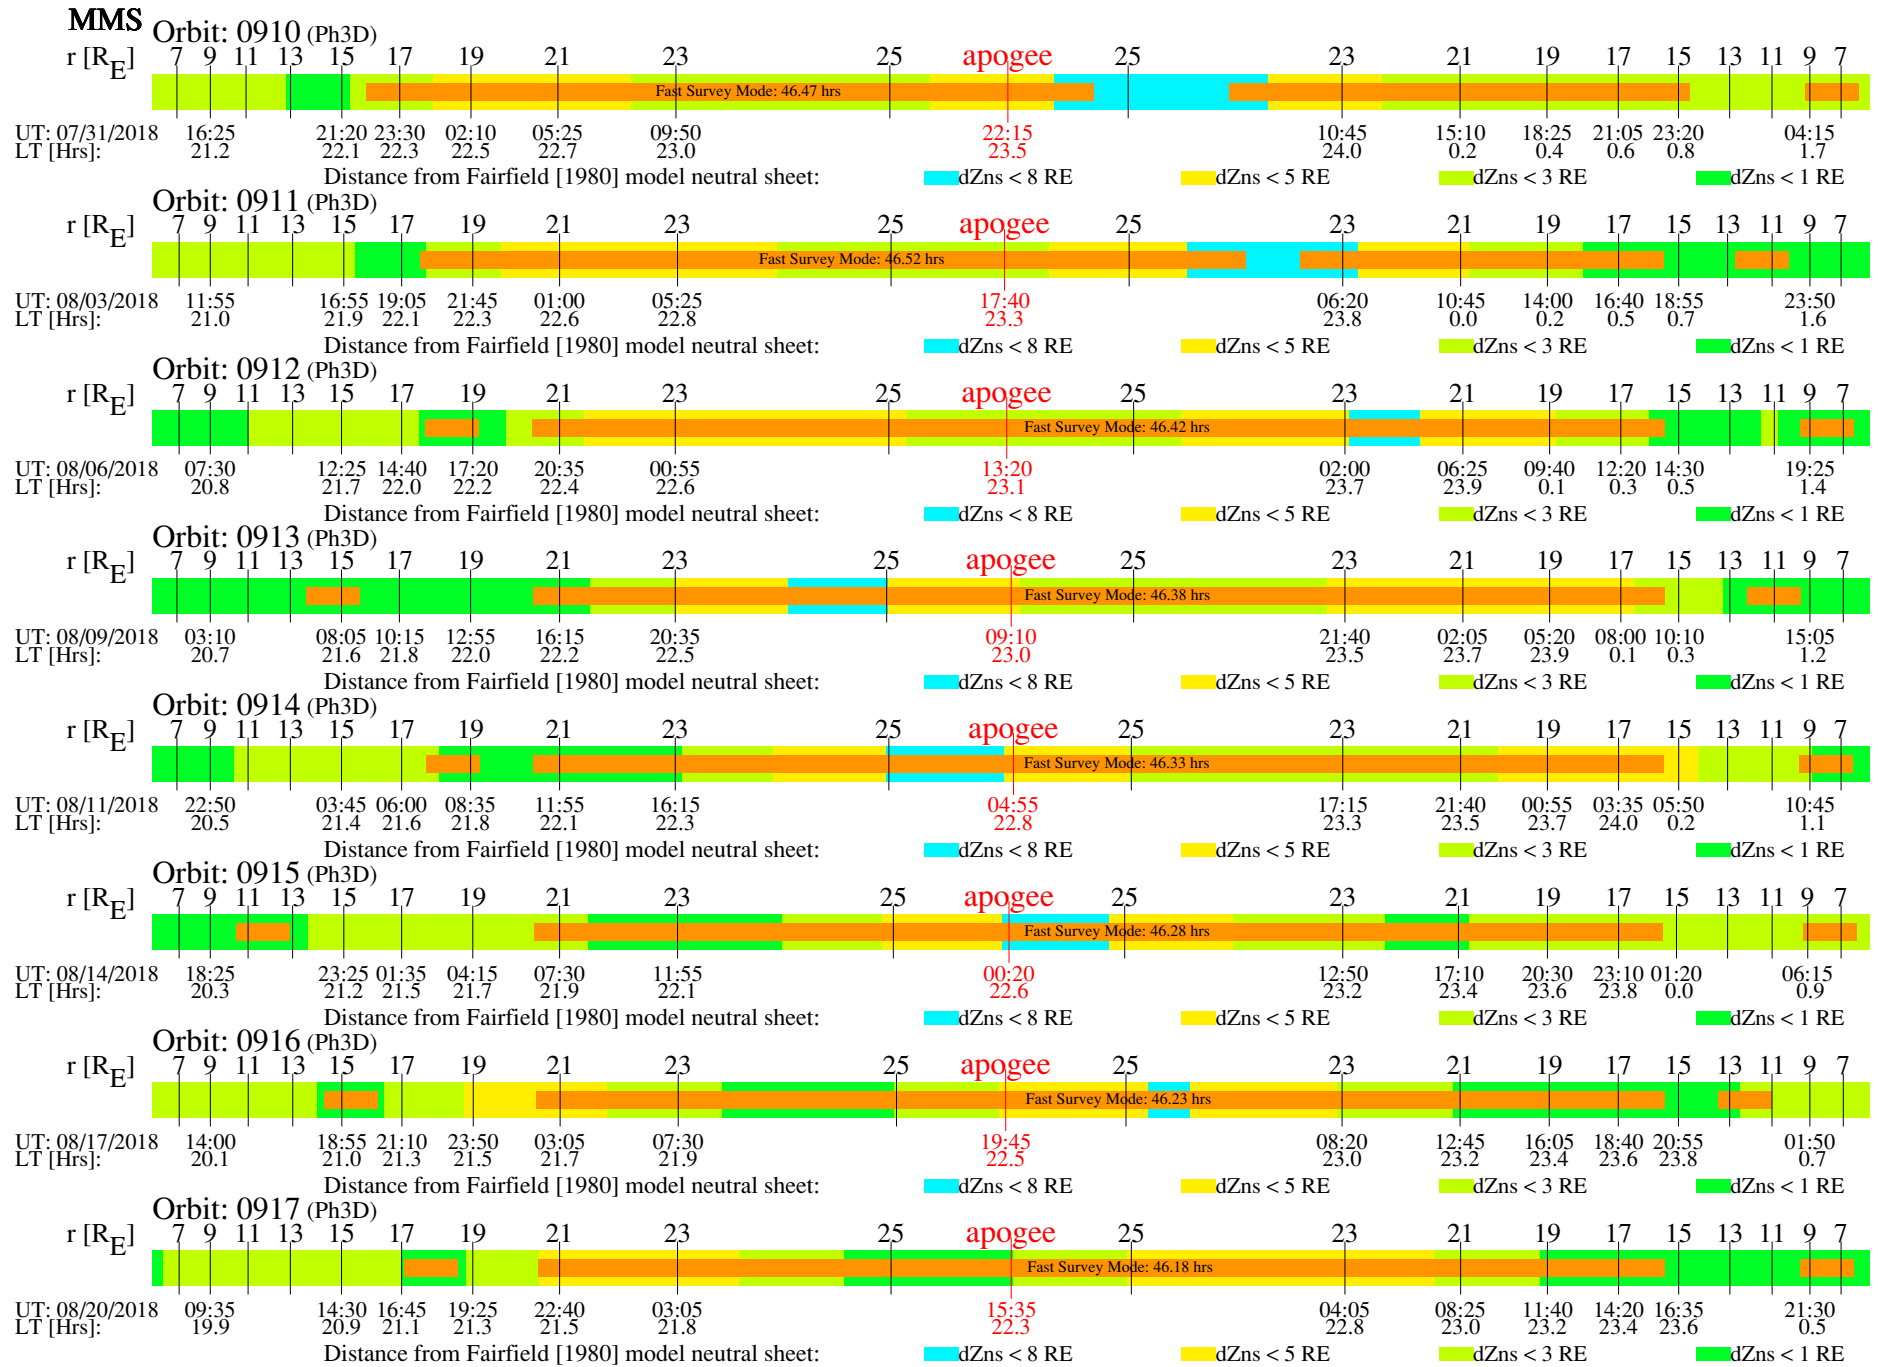 MMS
Orbit: 0910 (Ph3D)
r [RE] 7 9 11 13 15 17 19 21 23 25 apogee 25 23 21 19 17 15 13 11 9 7
Fast Survey Mode: 46.47 hrs
UT: 07/31/2018 16:25 21:20 23:30 02:10 05:25 09:50 22:15 10:45 15:10 18:25 21:05 23:20 04:15
LT [Hrs]: 21.2 22.1 22.3 22.5 22.7 23.0 23.5 24.0 0.2 0.4 0.6 0.8 1.7
Distance from Fairfield [1980] model neutral sheet: dZns < 8 RE dZns < 5 RE dZns < 3 RE dZns < 1 RE
Orbit: 0911 (Ph3D)
r [RE] 7 9 11 13 15 17 19 21 23 25 apogee 25 23 21 19 17 15 13 11 9 7
Fast Survey Mode: 46.52 hrs
UT: 08/03/2018 11:55 16:55 19:05 21:45 01:00 05:25 17:40 06:20 10:45 14:00 16:40 18:55 23:50
LT [Hrs]: 21.0 21.9 22.1 22.3 22.6 22.8 23.3 23.8 0.0 0.2 0.5 0.7 1.6
Distance from Fairfield [1980] model neutral sheet: dZns < 8 RE dZns < 5 RE dZns < 3 RE dZns < 1 RE
Orbit: 0912 (Ph3D)
r [RE] 7 9 11 13 15 17 19 21 23 25 apogee 25 23 21 19 17 15 13 11 9 7
Fast Survey Mode: 46.42 hrs
UT: 08/06/2018 07:30 12:25 14:40 17:20 20:35 00:55 13:20 02:00 06:25 09:40 12:20 14:30 19:25
LT [Hrs]: 20.8 21.7 22.0 22.2 22.4 22.6 23.1 23.7 23.9 0.1 0.3 0.5 1.4
Distance from Fairfield [1980] model neutral sheet: dZns < 8 RE dZns < 5 RE dZns < 3 RE dZns < 1 RE
Orbit: 0913 (Ph3D)
r [RE] 7 9 11 13 15 17 19 21 23 25 apogee 25 23 21 19 17 15 13 11 9 7
Fast Survey Mode: 46.38 hrs
UT: 08/09/2018 03:10 08:05 10:15 12:55 16:15 20:35 09:10 21:40 02:05 05:20 08:00 10:10 15:05
LT [Hrs]: 20.7 21.6 21.8 22.0 22.2 22.5 23.0 23.5 23.7 23.9 0.1 0.3 1.2
Distance from Fairfield [1980] model neutral sheet: dZns < 8 RE dZns < 5 RE dZns < 3 RE dZns < 1 RE
Orbit: 0914 (Ph3D)
r [RE] 7 9 11 13 15 17 19 21 23 25 apogee 25 23 21 19 17 15 13 11 9 7
Fast Survey Mode: 46.33 hrs
UT: 08/11/2018 22:50 03:45 06:00 08:35 11:55 16:15 04:55 17:15 21:40 00:55 03:35 05:50 10:45
LT [Hrs]: 20.5 21.4 21.6 21.8 22.1 22.3 22.8 23.3 23.5 23.7 24.0 0.2 1.1
Distance from Fairfield [1980] model neutral sheet: dZns < 8 RE dZns < 5 RE dZns < 3 RE dZns < 1 RE
Orbit: 0915 (Ph3D)
r [RE] 7 9 11 13 15 17 19 21 23 25 apogee 25 23 21 19 17 15 13 11 9 7
Fast Survey Mode: 46.28 hrs
UT: 08/14/2018 18:25 23:25 01:35 04:15 07:30 11:55 00:20 12:50 17:10 20:30 23:10 01:20 06:15
LT [Hrs]: 20.3 21.2 21.5 21.7 21.9 22.1 22.6 23.2 23.4 23.6 23.8 0.0 0.9
Distance from Fairfield [1980] model neutral sheet: dZns < 8 RE dZns < 5 RE dZns < 3 RE dZns < 1 RE
Orbit: 0916 (Ph3D)
r [RE] 7 9 11 13 15 17 19 21 23 25 apogee 25 23 21 19 17 15 13 11 9 7
Fast Survey Mode: 46.23 hrs
UT: 08/17/2018 14:00 18:55 21:10 23:50 03:05 07:30 19:45 08:20 12:45 16:05 18:40 20:55 01:50
LT [Hrs]: 20.1 21.0 21.3 21.5 21.7 21.9 22.5 23.0 23.2 23.4 23.6 23.8 0.7
Distance from Fairfield [1980] model neutral sheet: dZns < 8 RE dZns < 5 RE dZns < 3 RE dZns < 1 RE
Orbit: 0917 (Ph3D)
r [RE] 7 9 11 13 15 17 19 21 23 25 apogee 25 23 21 19 17 15 13 11 9 7
Fast Survey Mode: 46.18 hrs
UT: 08/20/2018 09:35 14:30 16:45 19:25 22:40 03:05 15:35 04:05 08:25 11:40 14:20 16:35 21:30
LT [Hrs]: 19.9 20.9 21.1 21.3 21.5 21.8 22.3 22.8 23.0 23.2 23.4 23.6 0.5
Distance from Fairfield [1980] model neutral sheet: dZns < 8 RE dZns < 5 RE dZns < 3 RE dZns < 1 RE